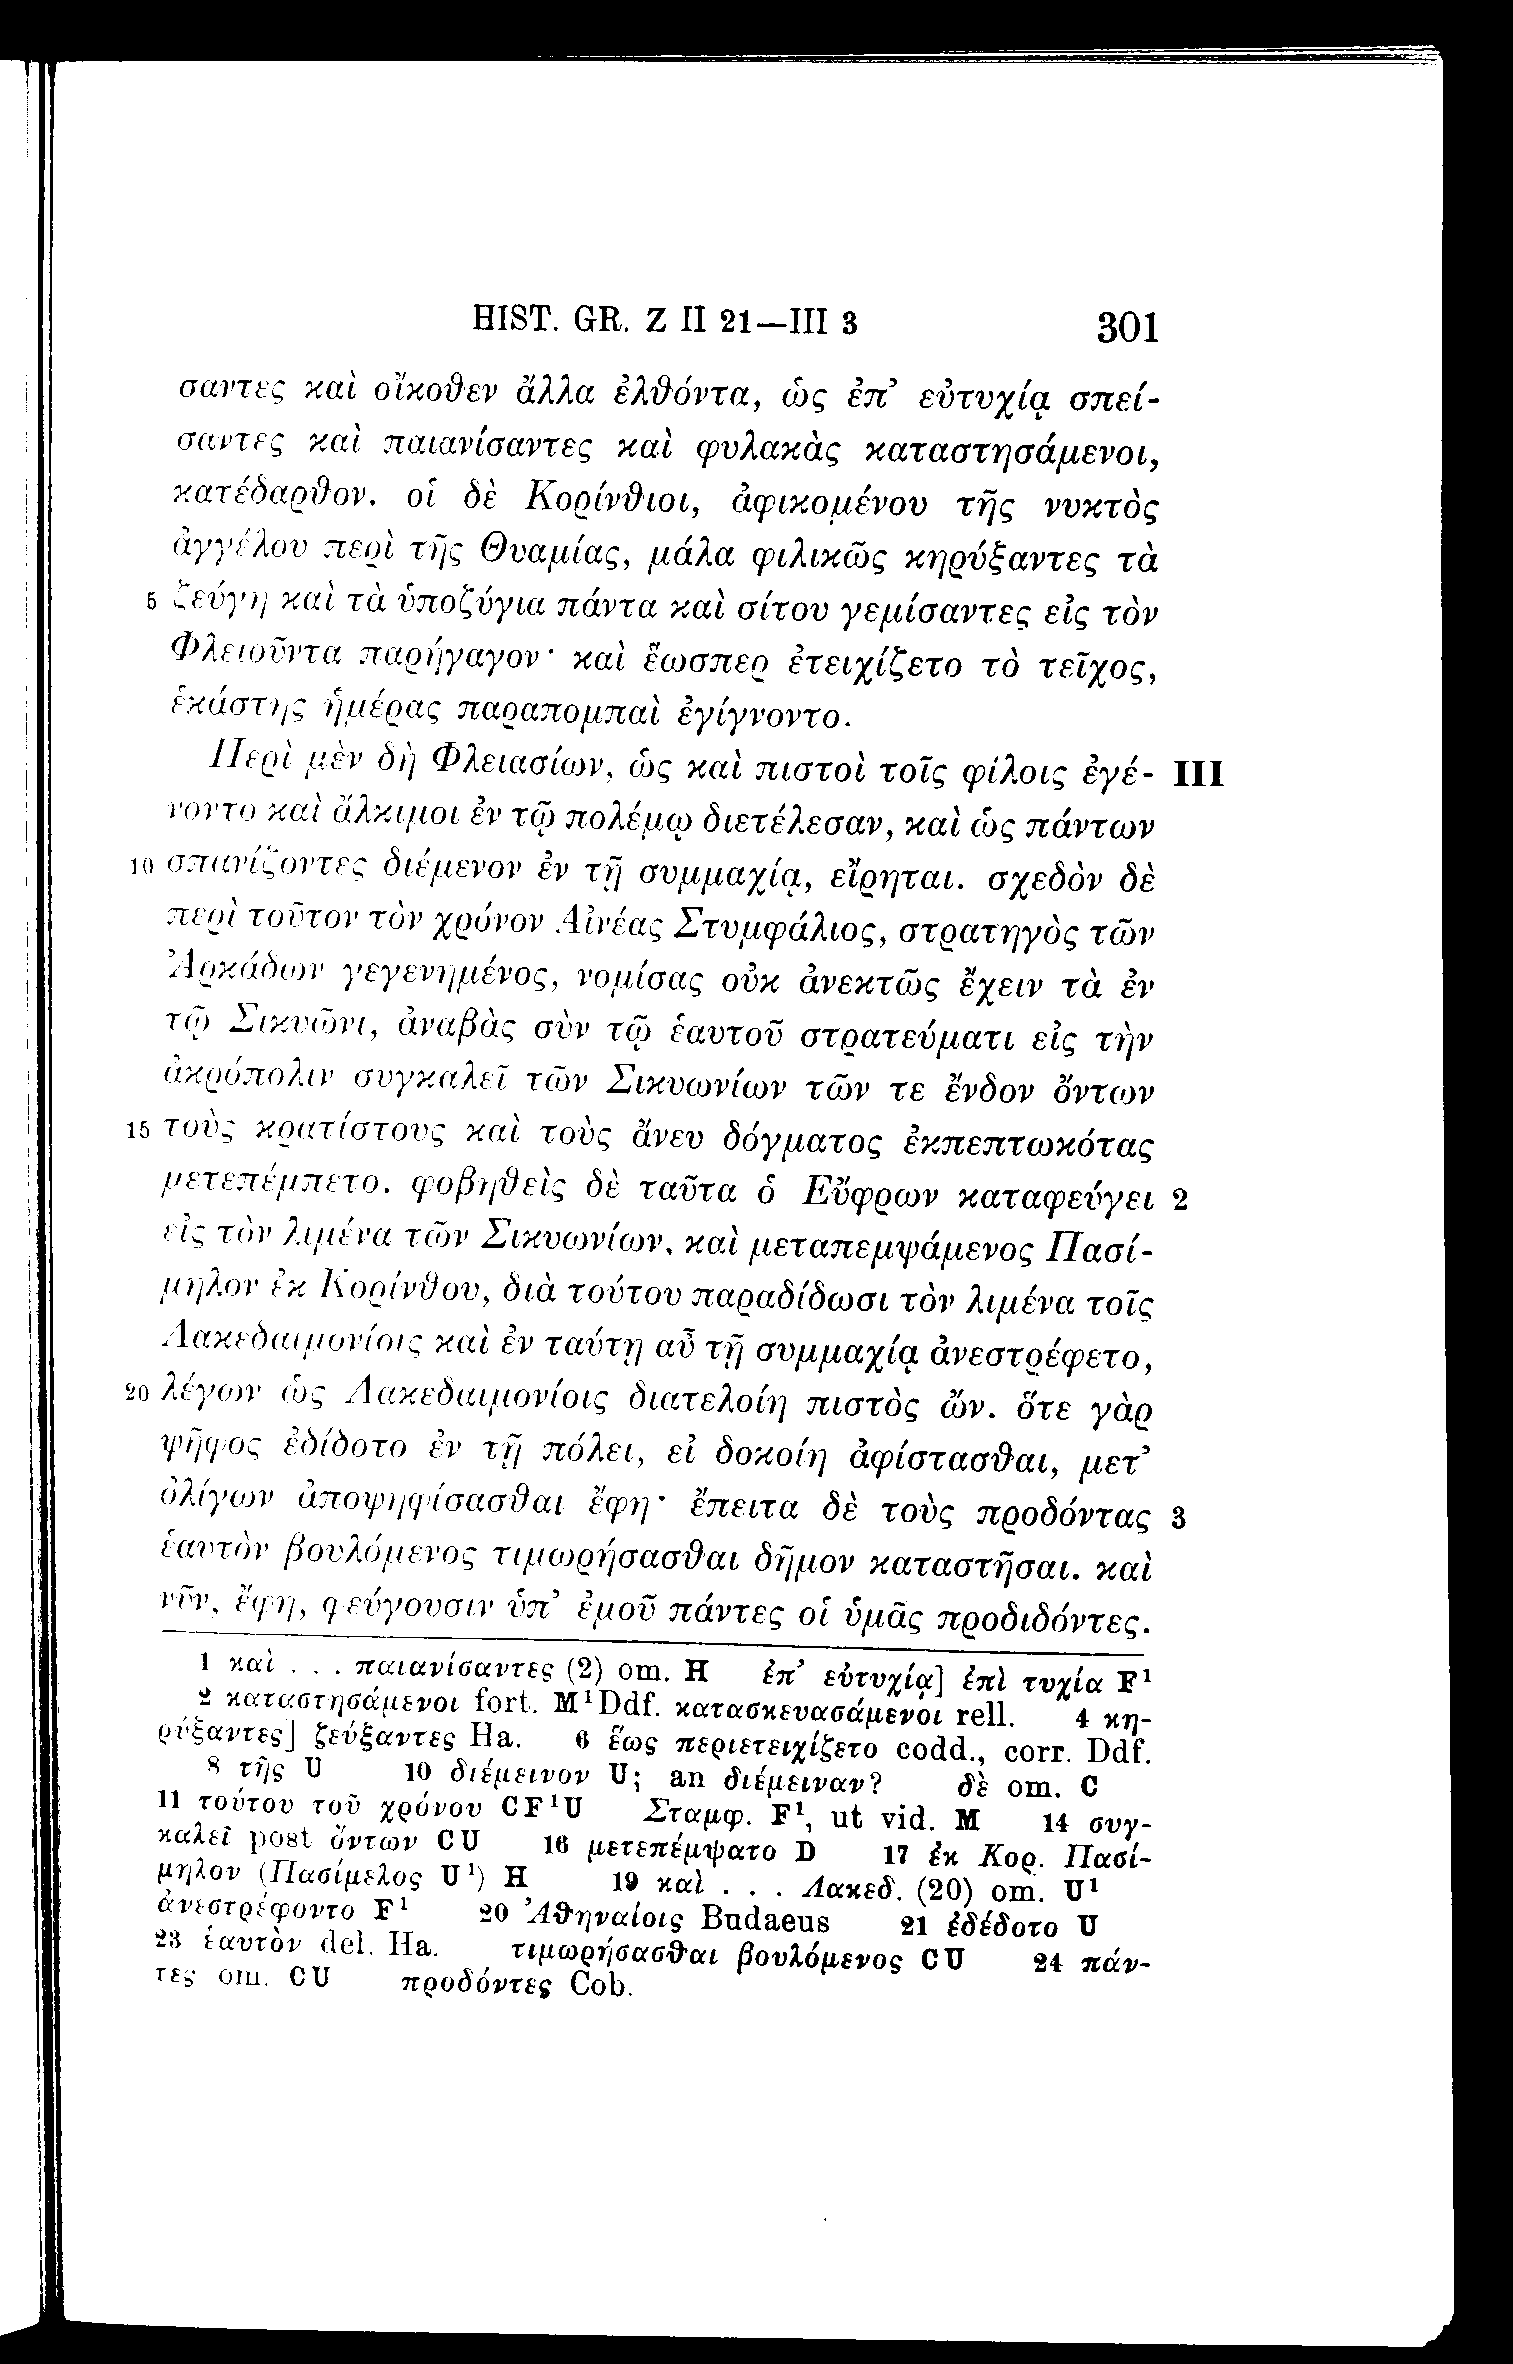 HIST. GR. Z II 21—III 3 301
σαντες καὶ οἴκοθεν ἄλλα ἐλθόντα, ὡς ἐπ’ εὐτυχίᾳ σπεί-
σαντες καὶ παιανίσαντες καὶ φυλακὰς καταστησάμενοι,
κατέδαρθον. οἱ δὲ Κορίνθιοι, ἀφικομένου τῆς νυκτὸς
ἀγγέλου περὶ τῆς Θυαμίας, μάλα φιλικῶς κηρύξαντες τὰ
5 ζεύγη καὶ τὰ ὑποζύγια πάντα καὶ σίτου γεμίσαντες εἰς τὸν
Φλειοῦντα παρήγαγον· καὶ ἕωσπερ ἐτειχίζετο τὸ τεῖχος,
ἑκάστης ἡμέρας παραπομπαὶ ἐγίγνοντο.
Περὶ μὲν δὴ Φλειασίων, ὡς καὶ πιστοὶ τοῖς φίλοις ἐγέ- III
νοντο καὶ ἄλκιμοι ἐν τῷ πολέμῳ διετέλεσαν, καὶ ὡς πάντων
10 σπανίζοντες διέμενον ἐν τῇ συμμαχίᾳ, εἴρηται. σχεδὸν δὲ
περὶ τοῦτον τὸν χρόνον Αἰνέας Στυμφάλιος, στρατηγὸς τῶν
Ἀρκάδων γεγενημένος, νομίσας οὐκ ἀνεκτῶς ἔχειν τὰ ἐν
τῷ Σικυῶνι, ἀναβὰς σὺν τῷ ἑαυτοῦ στρατεύματι εἰς τὴν
ἀκρόπολιν συγκαλεῖ τῶν Σικυωνίων τῶν τε ἔνδον ὄντων
15 τοὺς κρατίστους καὶ τοὺς ἄνευ δόγματος ἐκπεπτωκότας
μετεπέμπετο. φοβηθεὶς δὲ ταῦτα ὁ Εὔφρων καταφεύγει 2
εἰς τὸν λιμένα τῶν Σικυωνίων, καὶ μεταπεμψάμενος Πασί-
μηλον ἐκ Κορίνθου, διὰ τούτου παραδίδωσι τὸν λιμένα τοῖς
Λακεδαιμονίοις καὶ ἐν ταύτῃ αὖ τῇ συμμαχίᾳ ἀνεστρέφετο,
20 λέγων ὡς Λακεδαιμονίοις διατελοίη πιστὸς ὤν. ὅτε γὰρ
ψῆφος ἐδίδοτο ἐν τῇ πόλει, εἰ δοκοίη ἀφίστασθαι, μετ’
ὀλίγων ἀποψηφίσασθαι ἔφη· ἔπειτα δὲ τοὺς προδόντας 3
ἑαυτὸν βουλόμενος τιμωρήσασθαι δῆμον καταστῆσαι. καὶ
νῦν, ἔφη, φεύγουσιν ὑπ’ ἐμοῦ πάντες οἱ ὑμᾶς προδιδόντες.
1 καὶ . . . παιανίσαντες (2) om. H ἐπ’ εὐτυχίᾳ] ἐπὶ τυχία F¹
2 καταστησάμενοι fort. M¹Ddf. κατασκευασάμενοι rell. 4 κη-
ρύξαντες] ζεύξαντες Ha. 6 ἕως περιετειχίζετο codd., corr. Ddf.
8 τῆς U 10 διέμεινον U; an διέμειναν? δὲ om. C
11 τούτου τοῦ χρόνου CF¹U Σταμφ. F¹, ut vid. M 14 συγ-
καλεῖ post ὄντων CU 16 μετεπέμψατο D 17 ἐκ Κορ. Πασί-
μηλον (Πασίμελος U¹) H 19 καὶ . . . Λακεδ. (20) om. U¹
ἀνεστρέφοντο F¹ 20 Ἀθηναίοις Budaeus 21 ἐδέδοτο U
23 ἑαυτὸν del. Ha. τιμωρήσασθαι βουλόμενος CU 24 πάν-
τες om. CU προδόντες Cob.